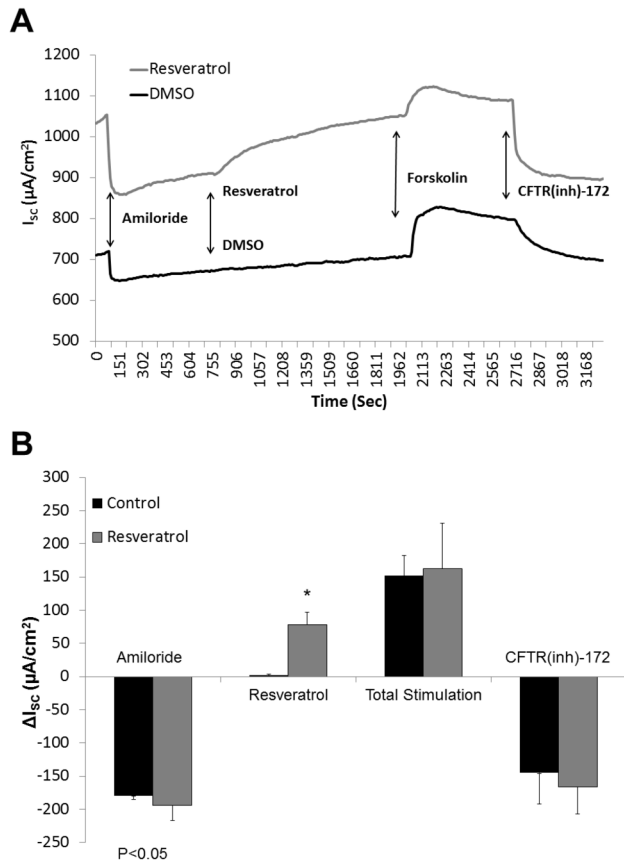 A
I_SC (µA/cm²)
1200
1100
1000
900
800
700
600
500
Resveratrol
DMSO
Amiloride
Resveratrol
DMSO
Forskolin
CFTR(inh)-172
0 151 302 453 604 755 906 1057 1208 1359 1509 1660 1811 1962 2113 2263 2414 2565 2716 2867 3018 3168
Time (Sec)
B
ΔI_SC (µA/cm²)
300
250
200
150
100
50
0
-50
-100
-150
-200
-250
Control
Resveratrol
*
Amiloride
Resveratrol
Total Stimulation
CFTR(inh)-172
P<0.05